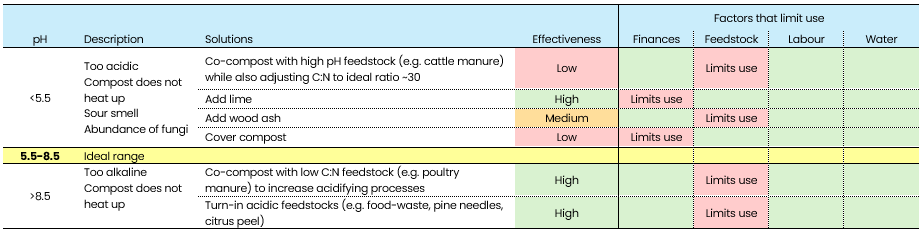 Factors that limit use
pH Description Solutions Effectiveness Finances Feedstock Labour Water
<5.5
Too acidic
Compost does not
heat up
Sour smell
Abundance of fungi
Co-compost with high pH feedstock (e.g. cattle manure)
while also adjusting C:N to ideal ratio ~30
Low Limits use
Add lime High Limits use
Add wood ash Medium Limits use
Cover compost Low Limits use
5.5-8.5 Ideal range
>8.5
Too alkaline
Compost does not
heat up
Co-compost with low C:N feedstock (e.g. poultry
manure) to increase acidifying processes
High Limits use
Turn-in acidic feedstocks (e.g. food-waste, pine needles,
citrus peel)
High Limits use